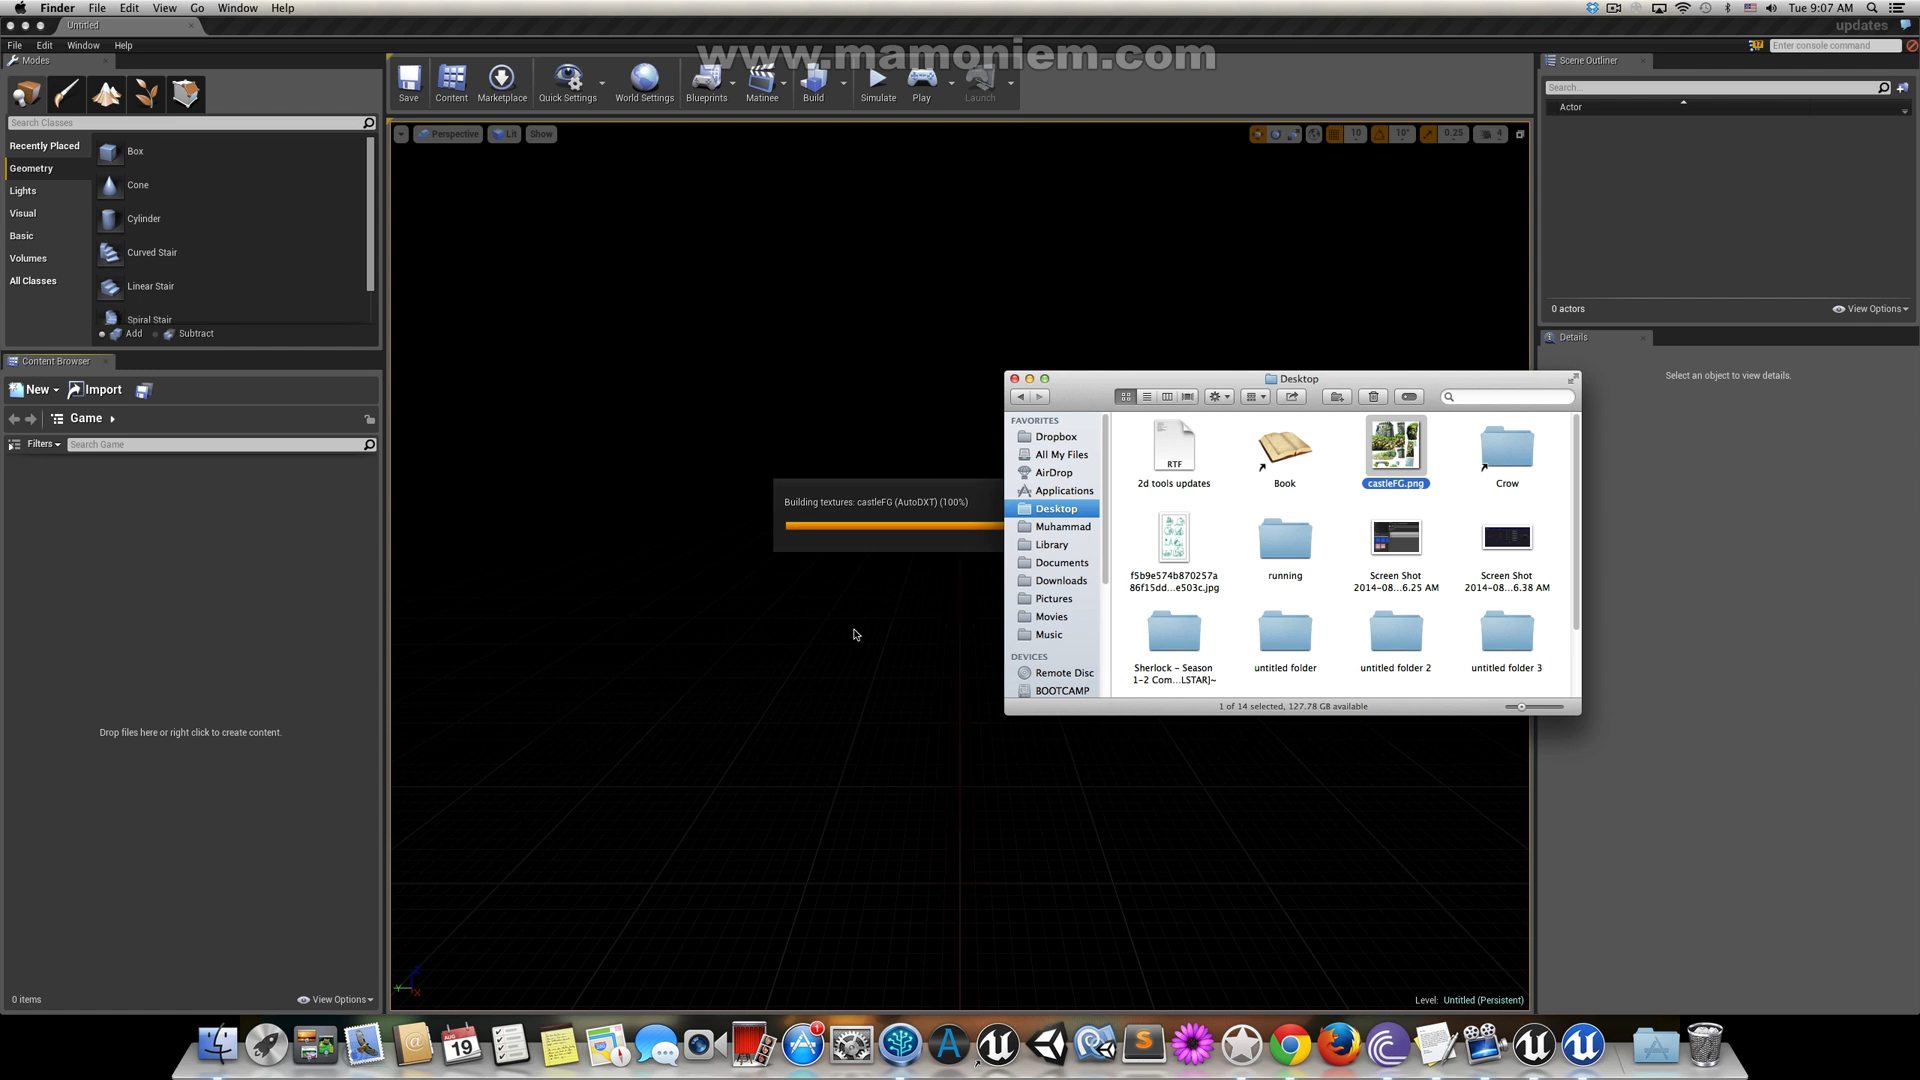 Finder File Edit View Go Window Help
Tue 9:07 AM
Untitled
updates
File Edit Window Help
www.mamoniem.com
Enter console command
Modes
Search Classes
Recently Placed
Geometry
Lights
Visual
Basic
Volumes
All Classes
Box
Cone
Cylinder
Curved Stair
Linear Stair
Spiral Stair
Add Subtract
Save Content Marketplace Quick Settings World Settings Blueprints Matinee Build Simulate Play Launch
Perspective Lit Show
10 10° 0.25 4
Scene Outliner
Search...
Actor
0 actors
View Options
Details
Select an object to view details.
Content Browser
New Import
Game
Filters Search Game
Drop files here or right click to create content.
0 items
View Options
Building textures: castleFG (AutoDXT) (100%)
Desktop
FAVORITES
Dropbox
All My Files
AirDrop
Applications
Desktop
Muhammad
Library
Documents
Downloads
Pictures
Movies
Music
DEVICES
Remote Disc
BOOTCAMP
RTF
2d tools updates
Book
castleFG.png
Crow
f5b9e574b870257a
86f15dd...e503c.jpg
running
Screen Shot
2014-08...6.25 AM
Screen Shot
2014-08...6.38 AM
Sherlock - Season
1-2 Com...LSTAR]~
untitled folder
untitled folder 2
untitled folder 3
1 of 14 selected, 127.78 GB available
Level: Untitled (Persistent)
19
1